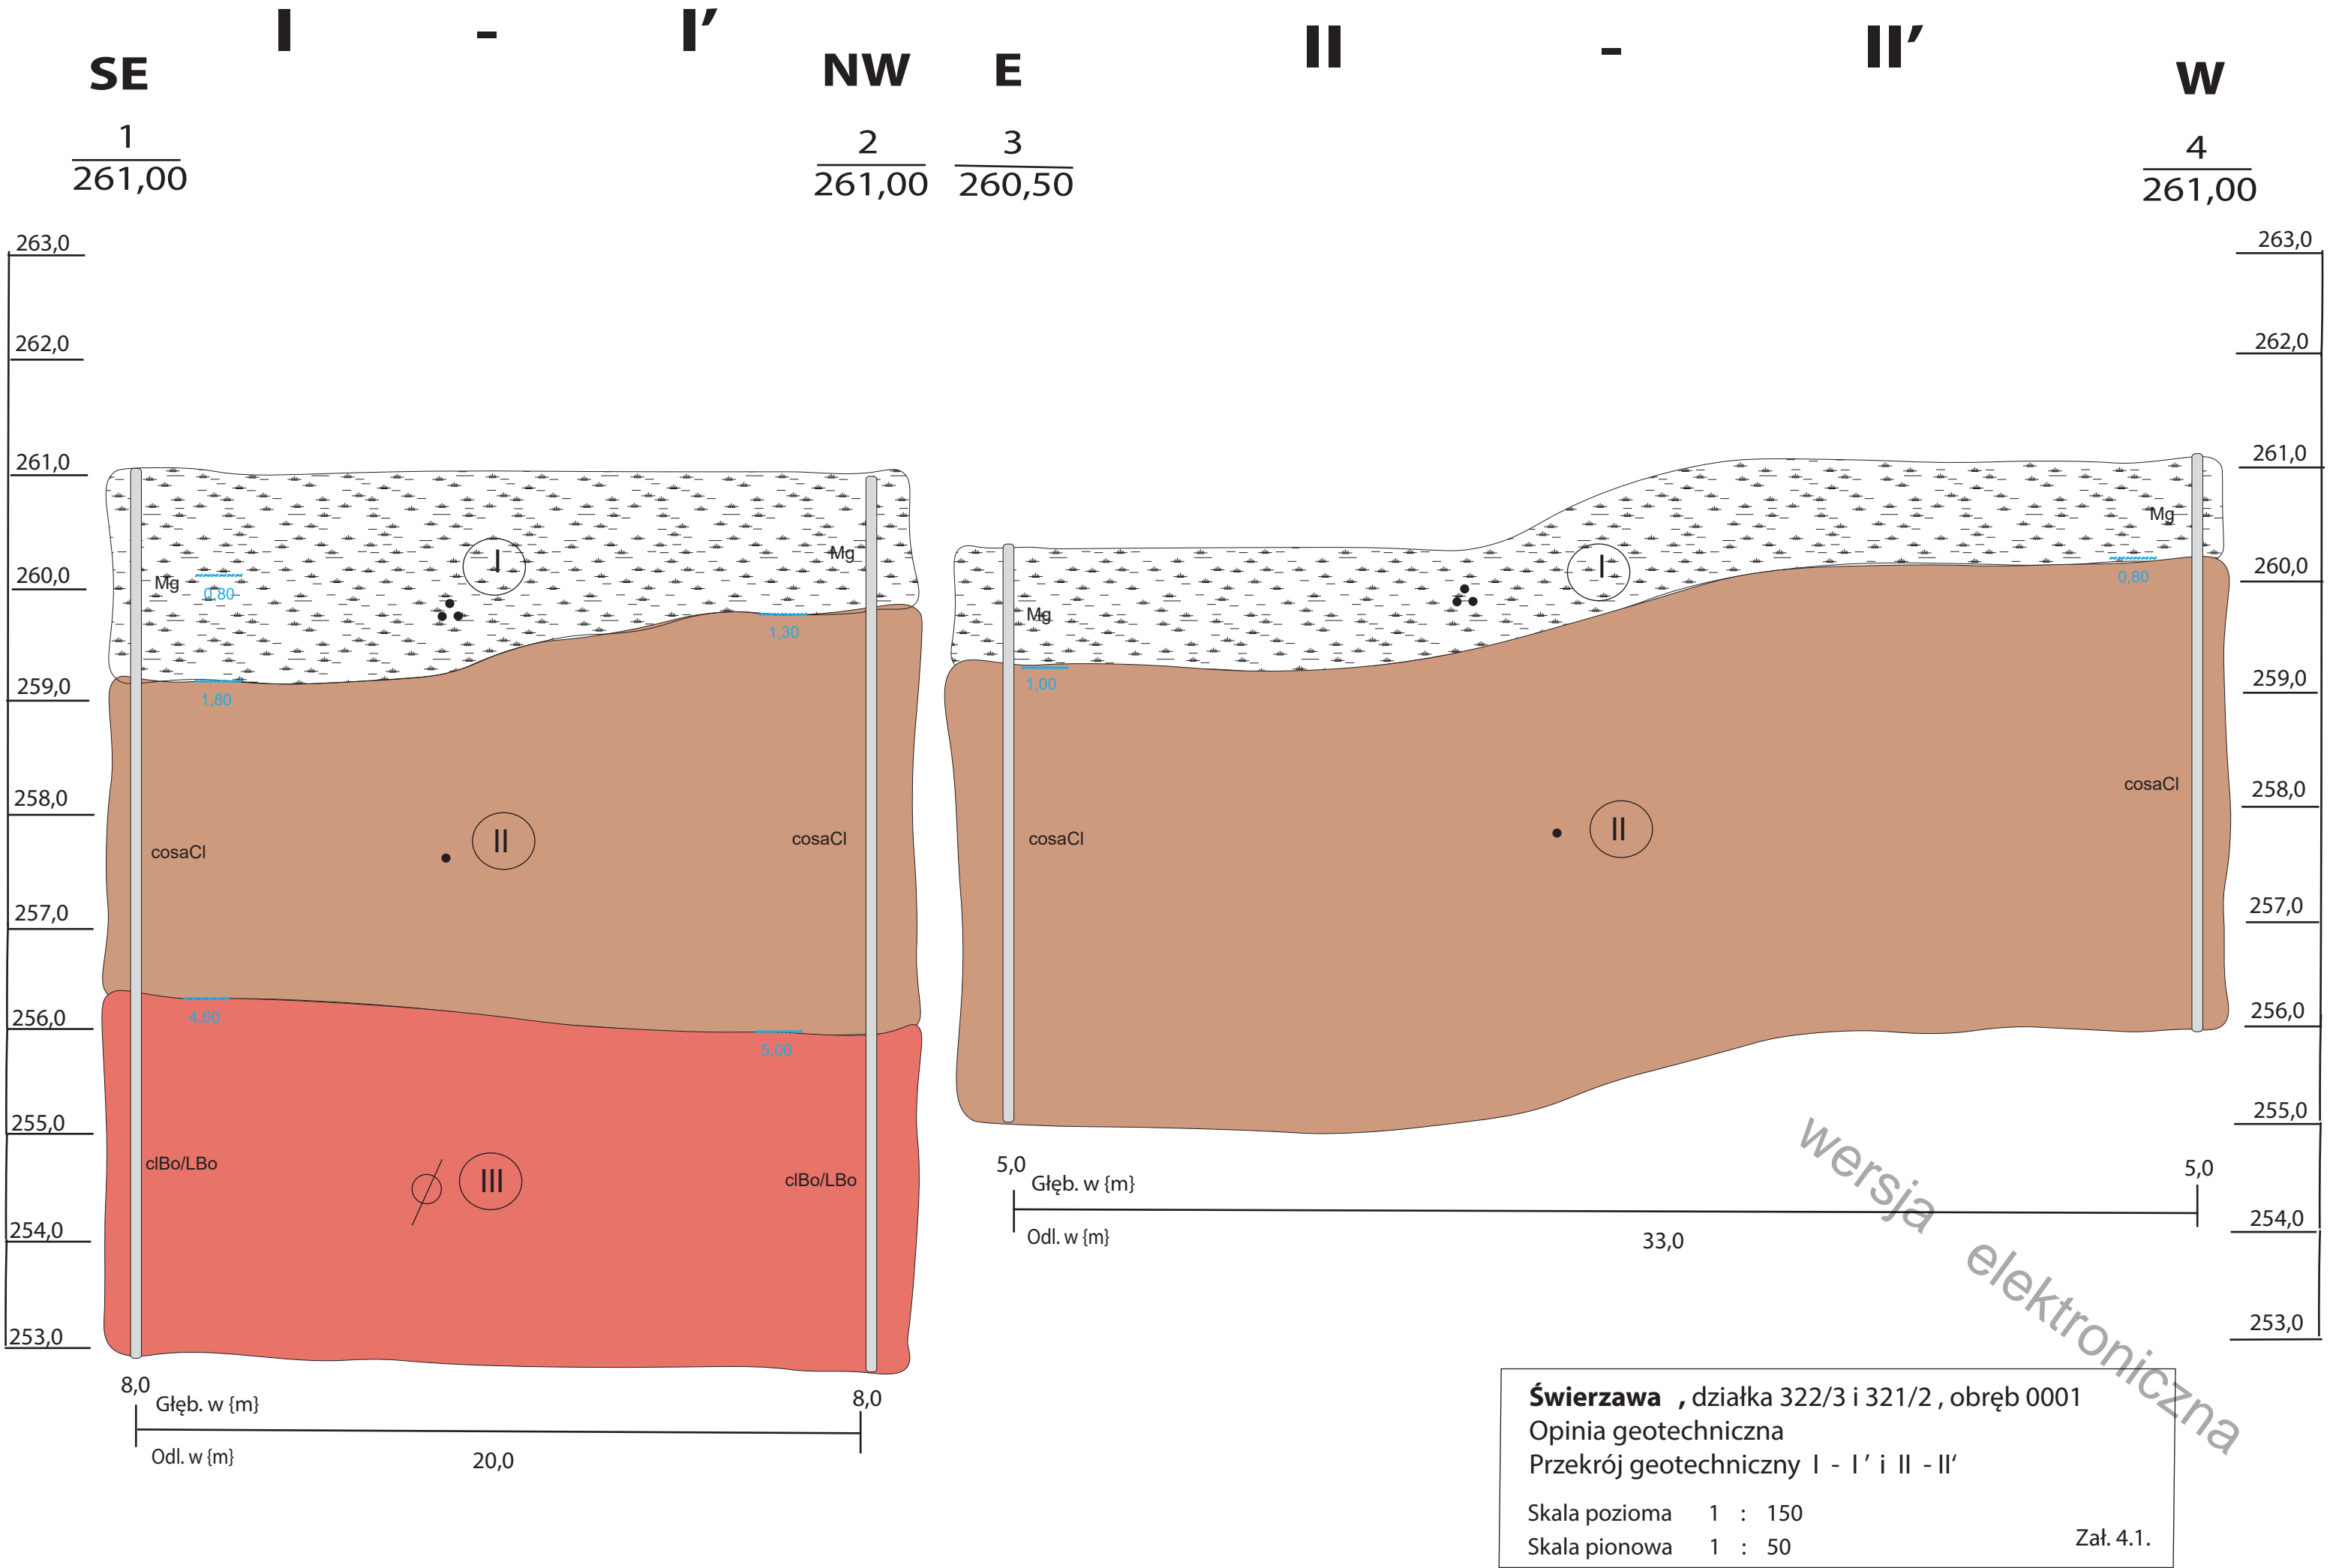 I - I′
II - II′
SE
NW
E
W
1
261,00
2
261,00
3
260,50
4
261,00
263,0
262,0
261,0
260,0
259,0
258,0
257,0
256,0
255,0
254,0
253,0
Mg
0,80
1,80
I
Mg
1,30
cosaCl
II
cosaCl
4,60
5,00
clBo/LBo
III
clBo/LBo
8,0
Głęb. w {m}
8,0
Odl. w {m}
20,0
Mg
1,00
I
Mg
0,80
cosaCl
II
cosaCl
5,0
Głęb. w {m}
5,0
Odl. w {m}
33,0
263,0
262,0
261,0
260,0
259,0
258,0
257,0
256,0
255,0
254,0
253,0
wersja elektroniczna
Świerzawa , działka 322/3 i 321/2 , obręb 0001
Opinia geotechniczna
Przekrój geotechniczny I - I ′ i II - II‘
Skala pozioma 1 : 150
Skala pionowa 1 : 50
Zał. 4.1.